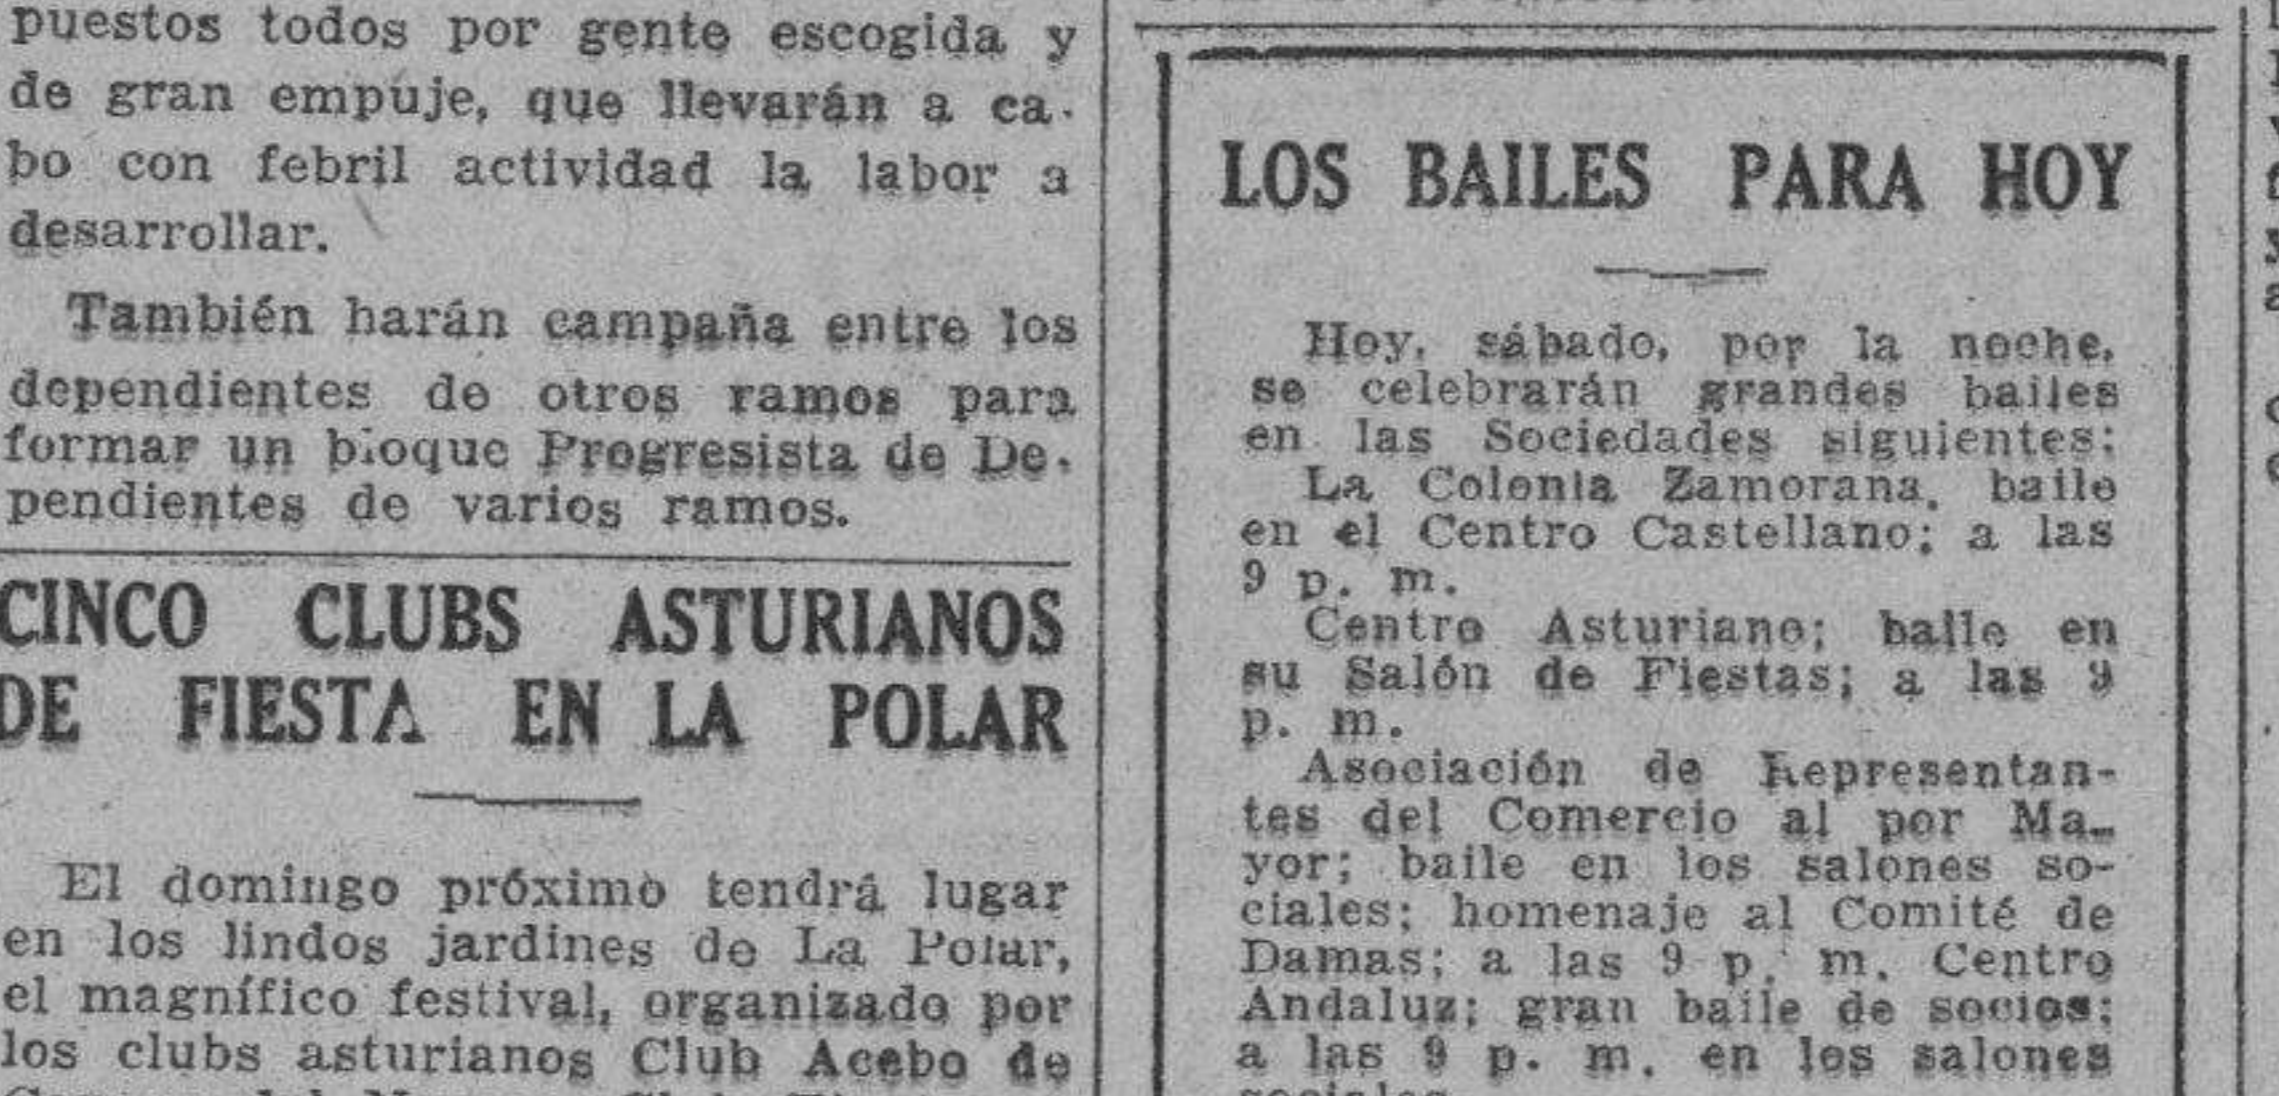 puestos todos por gente escogida y
de gran empuje, que llevarán a ca-
bo con febril actividad la labor a
desarrollar.
También harán campaña entre los
dependientes de otros ramos para
formar un bloque Progresista de De-
pendientes de varios ramos.
CINCO CLUBS ASTURIANOS
DE FIESTA EN LA POLAR
El domingo próximo tendrá lugar
en los lindos jardines de La Polar,
el magnífico festival, organizado por
los clubs asturianos Club Acebo de
LOS BAILES PARA HOY
Hoy, sábado, por la noche,
se celebrarán grandes bailes
en las Sociedades siguientes:
La Colonia Zamorana, baile
en el Centro Castellano; a las
9 p. m.
Centro Asturiano; baile en
su Salón de Fiestas; a las 9
p. m.
Asociación de Representan-
tes del Comercio al por Ma-
yor; baile en los salones so-
ciales; homenaje al Comité de
Damas; a las 9 p. m. Centro
Andaluz; gran baile de socios;
a las 9 p. m. en los salones
sociales